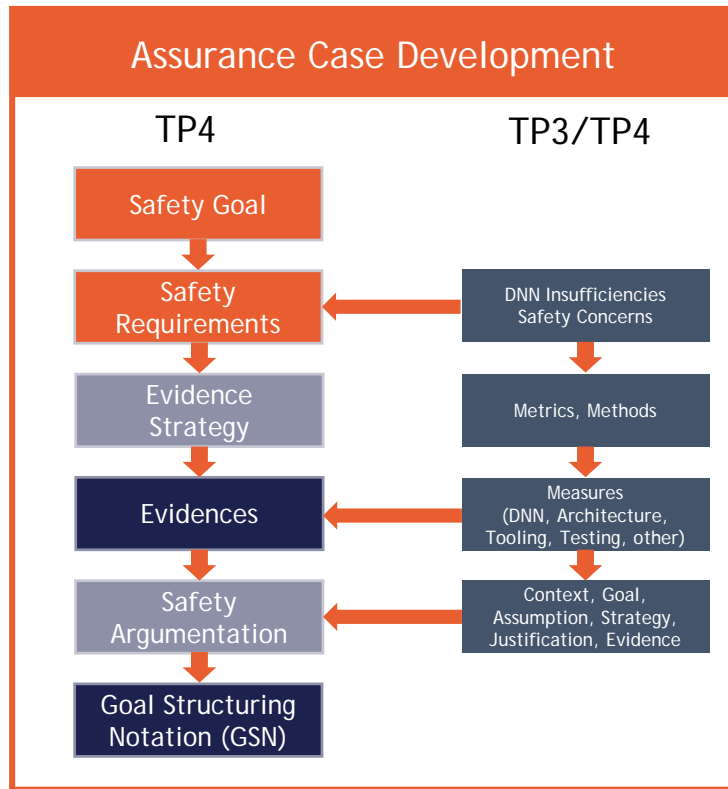 Assurance Case Development
TP4
Safety Goal
Safety
Requirements
Evidence
Strategy
Evidences
Safety
Argumentation
Goal Structuring
Notation (GSN)
TP3/TP4
DNN Insufficiencies
Safety Concerns
Metrics, Methods
Measures
(DNN, Architecture,
Tooling, Testing, other)
Context, Goal,
Assumption, Strategy,
Justification, Evidence